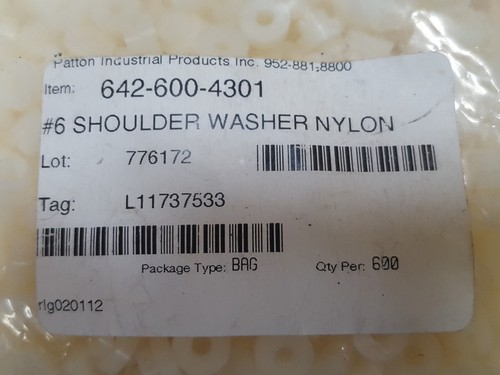 Patton Industrial Products Inc. 952-881-8800
Item: 642-600-4301
#6 SHOULDER WASHER NYLON
Lot: 776172
Tag: L11737533
Package Type: BAG Qty Per: 600
rlg020112